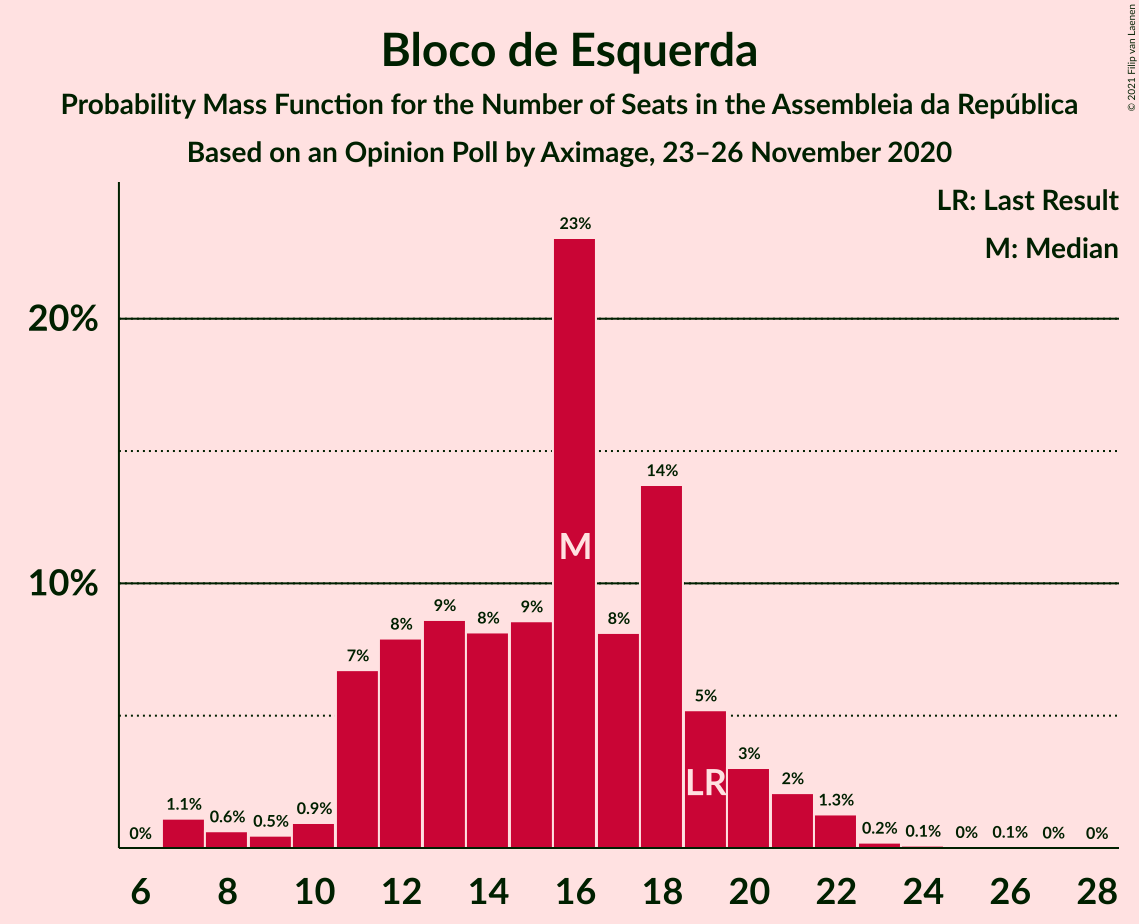 Bloco de Esquerda
Probability Mass Function for the Number of Seats in the Assembleia da República
Based on an Opinion Poll by Aximage, 23–26 November 2020
© 2021 Filip van Laenen
LR: Last Result
M: Median
20%
10%
0%
1.1%
0.6%
0.5%
0.9%
7%
8%
9%
8%
9%
23%
8%
14%
5%
3%
2%
1.3%
0.2%
0.1%
0%
0.1%
0%
0%
M
LR
6 8 10 12 14 16 18 20 22 24 26 28